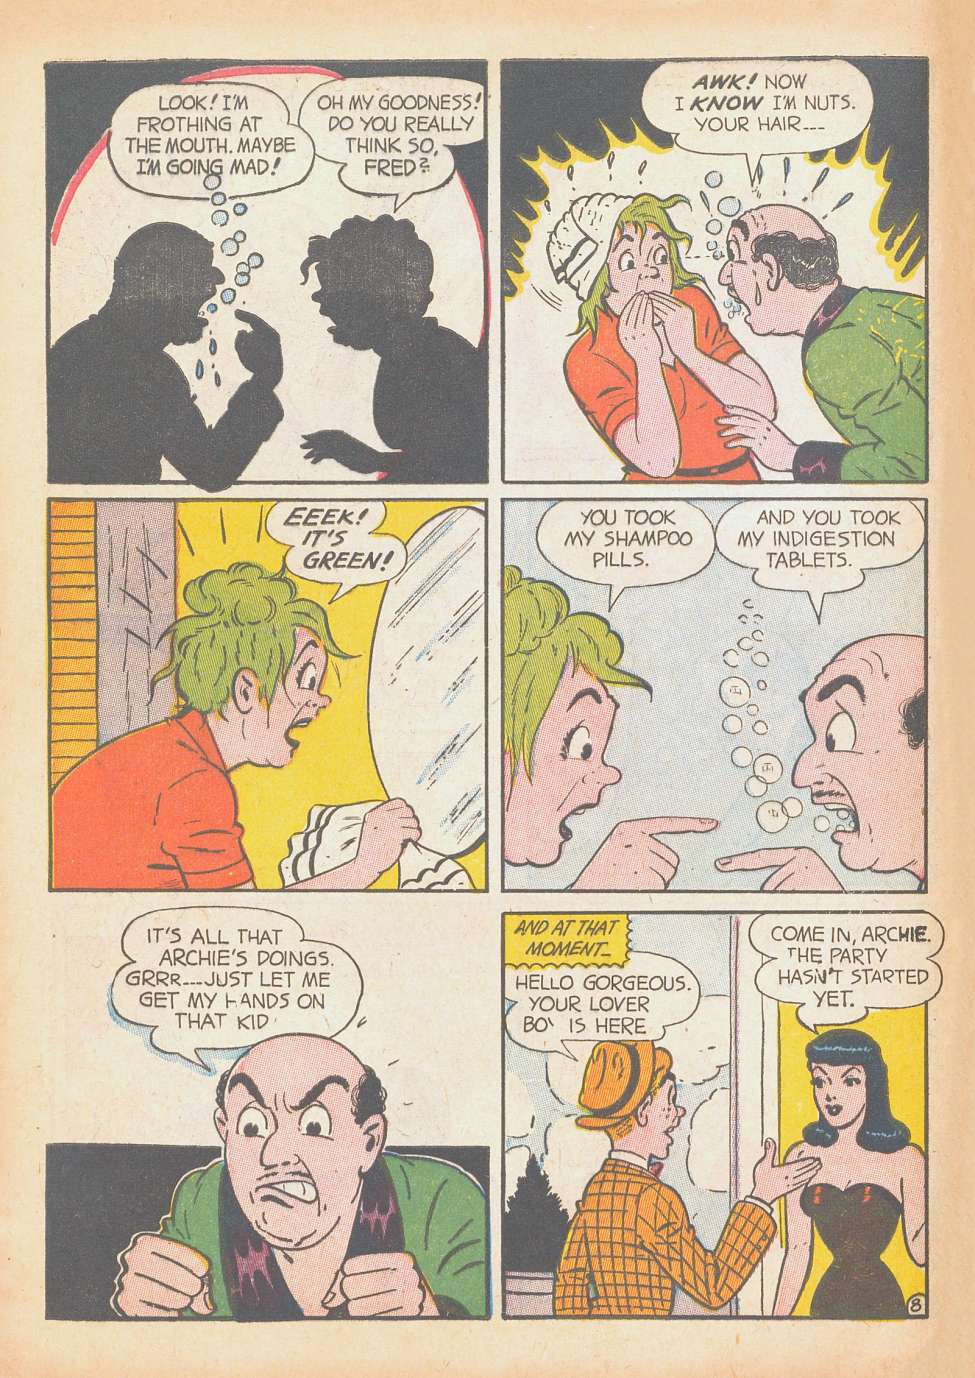 LOOK! I'M
FROTHING AT
THE MOUTH. MAYBE
I'M GOING MAD!
OH MY GOODNESS!
DO YOU REALLY
THINK SO,
FRED?
AWK! NOW
I KNOW I'M NUTS.
YOUR HAIR---
EEEK!
IT'S
GREEN!
YOU TOOK
MY SHAMPOO
PILLS.
AND YOU TOOK
MY INDIGESTION
TABLETS.
IT'S ALL THAT
ARCHIE'S DOINGS.
GRRR---JUST LET ME
GET MY HANDS ON
THAT KID
AND AT THAT
MOMENT--
HELLO GORGEOUS.
YOUR LOVER
BOY IS HERE
COME IN, ARCHIE.
THE PARTY
HASN'T STARTED
YET.
8